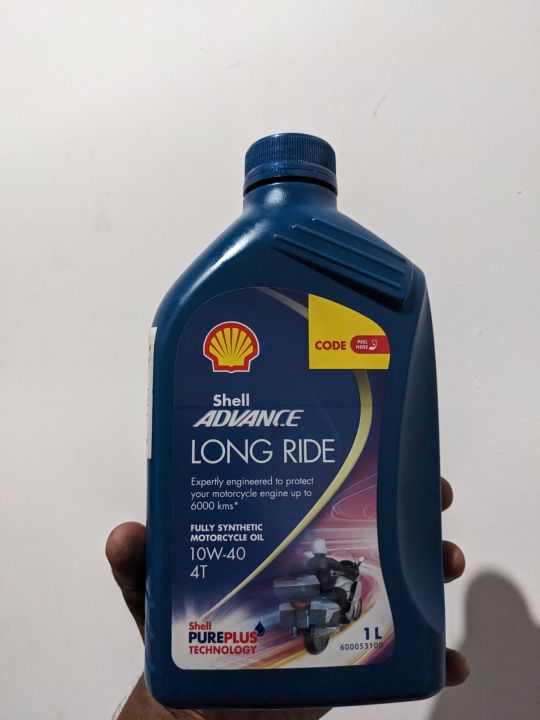 CODE
PEEL
HERE
Shell
ADVANCE
LONG RIDE
Expertly engineered to protect
your motorcycle engine up to
6000 kms*
FULLY SYNTHETIC
MOTORCYCLE OIL
10W-40
4T
Shell
PUREPLUS
TECHNOLOGY
1 L
600053100